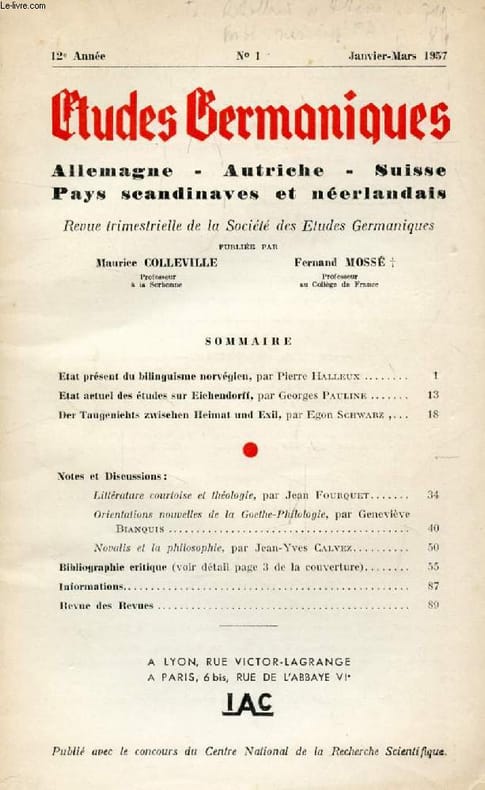 Le-livre.com
12e Année
No 1
Janvier-Mars 1957
Etudes Germaniques
Allemagne - Autriche - Suisse
Pays scandinaves et néerlandais
Revue trimestrielle de la Société des Etudes Germaniques
PUBLIÉE PAR
Maurice COLLEVILLE
Professeur
à la Sorbonne
Fernand MOSSÉ †
Professeur
au Collège de France
SOMMAIRE
Etat présent du bilinguisme norvégien, par Pierre HALLEUX ........ 1
Etat actuel des études sur Eichendorff, par Georges PAULINE ....... 13
Der Taugenichts zwischen Heimat und Exil, par Egon SCHWARZ ,... 18
Notes et Discussions :
Littérature courtoise et théologie, par Jean FOURQUET....... 34
Orientations nouvelles de la Goethe-Philologie, par Geneviève
BIANQUIS ........................................ 40
Novalis et la philosophie, par Jean-Yves CALVEZ.......... 50
Bibliographie critique (voir détail page 3 de la couverture)........ 55
Informations.................................................. 87
Revue des Revues ............................................ 89
A LYON, RUE VICTOR-LAGRANGE
A PARIS, 6 bis, RUE DE L'ABBAYE VIe
IAC
Publié avec le concours du Centre National de la Recherche Scientifique.